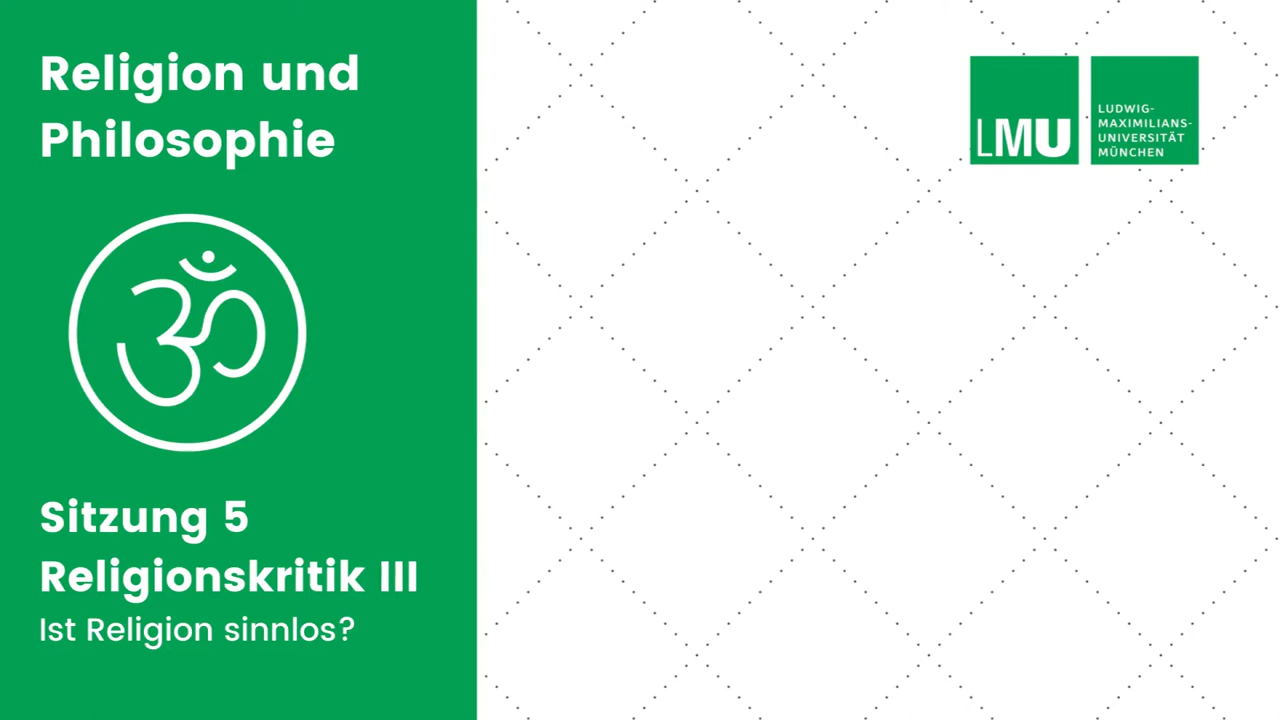 Religion und
Philosophie
ॐ
Sitzung 5
Religionskritik III
Ist Religion sinnlos?
LMU
LUDWIG-
MAXIMILIANS-
UNIVERSITÄT
MÜNCHEN